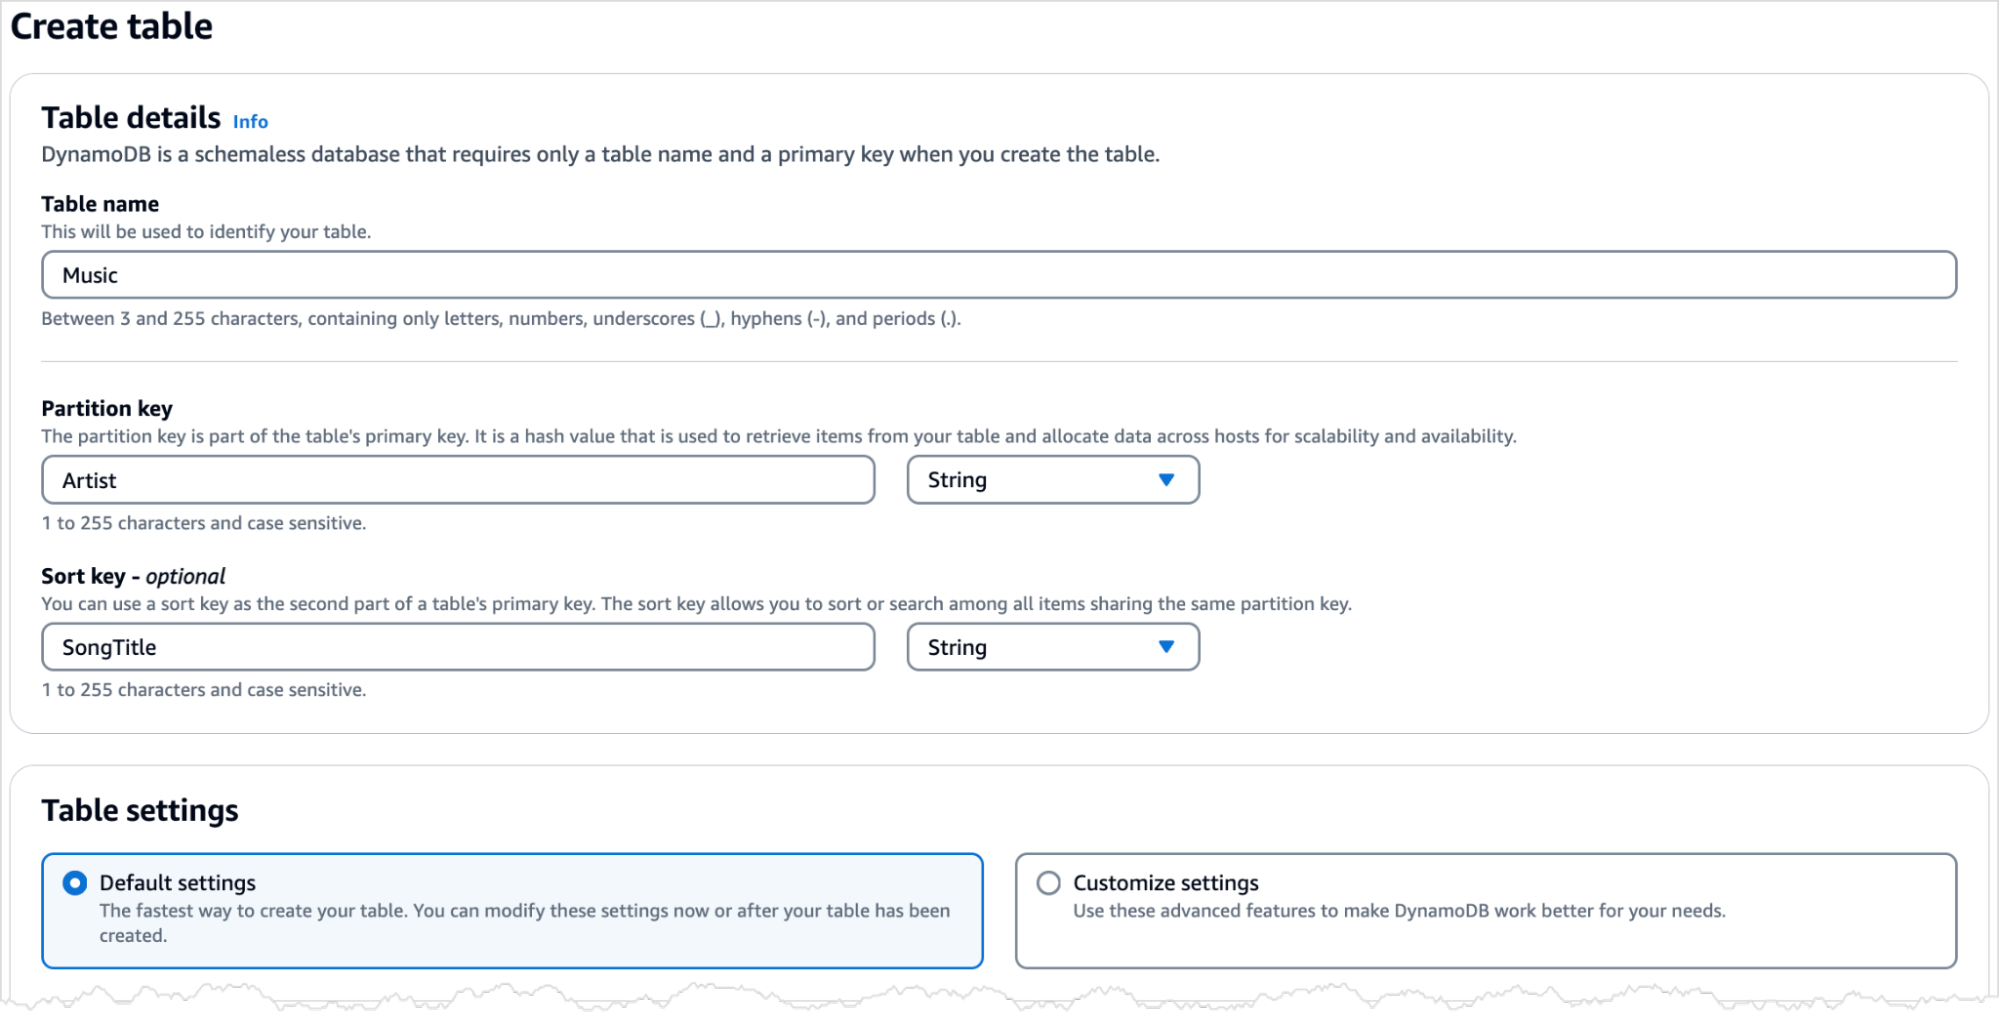 Create table
Table details Info
DynamoDB is a schemaless database that requires only a table name and a primary key when you create the table.
Table name
This will be used to identify your table.
Music
Between 3 and 255 characters, containing only letters, numbers, underscores (_), hyphens (-), and periods (.).
Partition key
The partition key is part of the table's primary key. It is a hash value that is used to retrieve items from your table and allocate data across hosts for scalability and availability.
Artist String
1 to 255 characters and case sensitive.
Sort key - optional
You can use a sort key as the second part of a table's primary key. The sort key allows you to sort or search among all items sharing the same partition key.
SongTitle String
1 to 255 characters and case sensitive.
Table settings
Default settings
The fastest way to create your table. You can modify these settings now or after your table has been
created.
Customize settings
Use these advanced features to make DynamoDB work better for your needs.